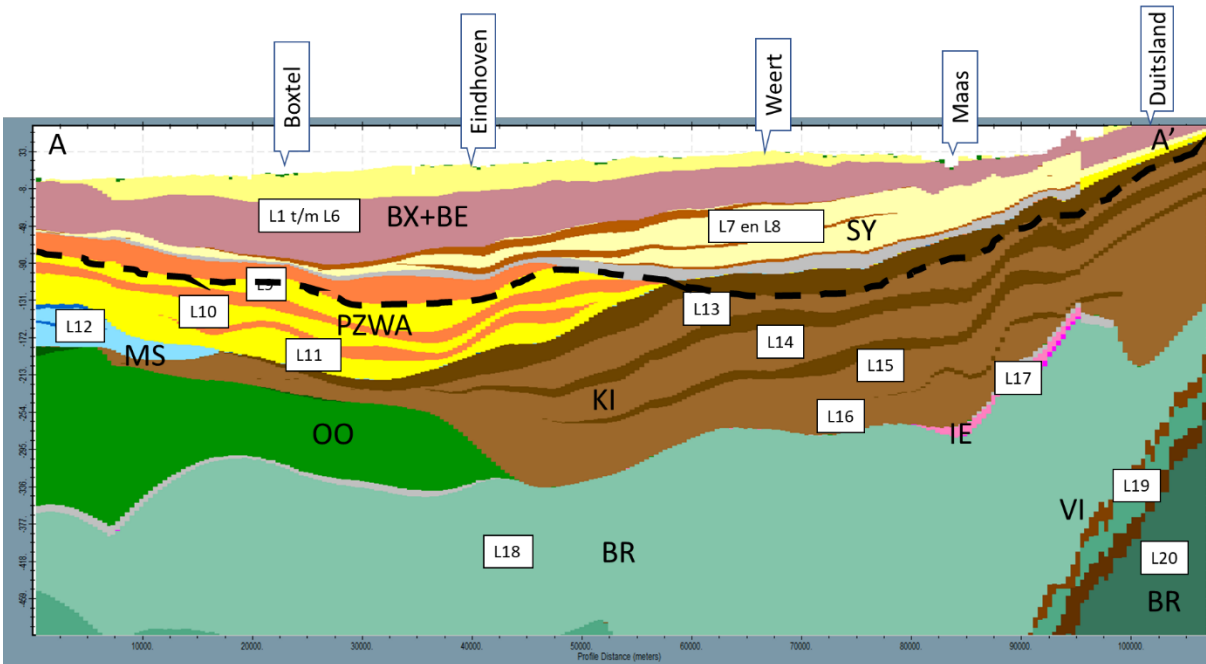 Boxtel
Eindhoven
Weert
Maas
Duitsland
A
A'
33.
-8.
-49.
-90.
-131.
-172.
-213.
-254.
-295.
-336.
-377.
-418.
-459.
L1 t/m L6
BX+BE
L7 en L8
SY
L9
L10
PZWA
L13
L12
MS
L11
L14
L15
L17
KI
L16
OO
IE
L19
VI
L18
BR
L20
BR
10000.
20000.
30000.
40000.
50000.
60000.
70000.
80000.
90000.
100000.
Profile Distance (meters)